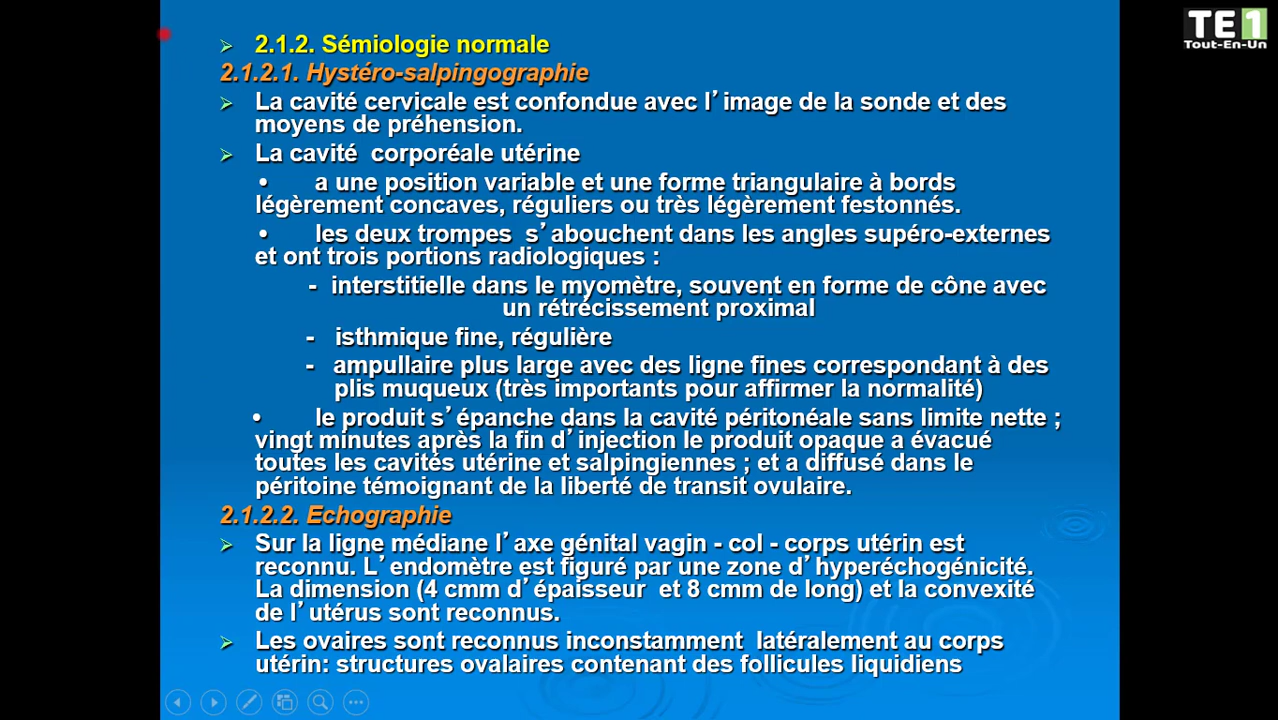 TE1
Tout-En-Un
➢ 2.1.2. Sémiologie normale
2.1.2.1. Hystéro-salpingographie
➢ La cavité cervicale est confondue avec l’image de la sonde et des
moyens de préhension.
➢ La cavité corporéale utérine
• a une position variable et une forme triangulaire à bords
légèrement concaves, réguliers ou très légèrement festonnés.
• les deux trompes s’abouchent dans les angles supéro-externes
et ont trois portions radiologiques :
- interstitielle dans le myomètre, souvent en forme de cône avec
un rétrécissement proximal
- isthmique fine, régulière
- ampullaire plus large avec des ligne fines correspondant à des
plis muqueux (très importants pour affirmer la normalité)
• le produit s’épanche dans la cavité péritonéale sans limite nette ;
vingt minutes après la fin d’injection le produit opaque a évacué
toutes les cavités utérine et salpingiennes ; et a diffusé dans le
péritoine témoignant de la liberté de transit ovulaire.
2.1.2.2. Echographie
➢ Sur la ligne médiane l’axe génital vagin - col - corps utérin est
reconnu. L’endomètre est figuré par une zone d’hyperéchogénicité.
La dimension (4 cmm d’épaisseur et 8 cmm de long) et la convexité
de l’utérus sont reconnus.
➢ Les ovaires sont reconnus inconstamment latéralement au corps
utérin: structures ovalaires contenant des follicules liquidiens